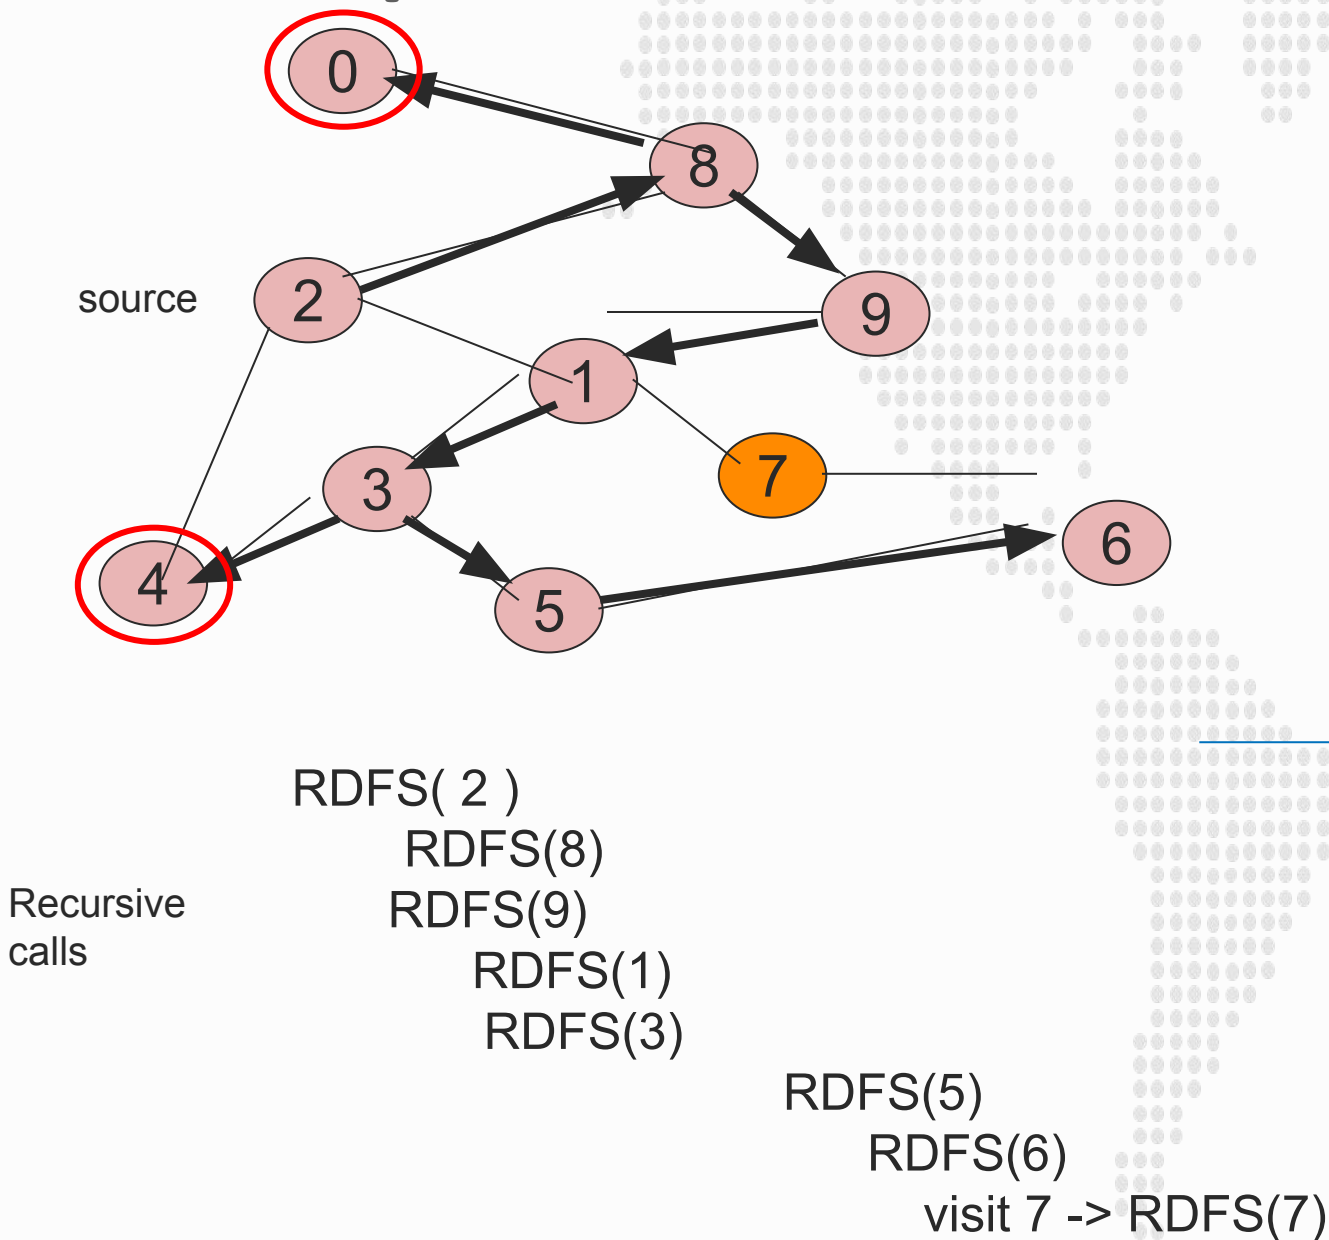 0
8
source
2
9
1
7
3
6
4
5
RDFS( 2 )
RDFS(8)
Recursive
calls
RDFS(9)
RDFS(1)
RDFS(3)
RDFS(5)
RDFS(6)
visit 7 -> RDFS(7)